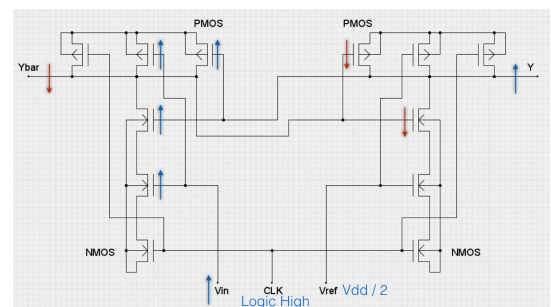 PMOS PMOS
Ybar Y
NMOS NMOS
Vin CLK Vref Vdd / 2
Logic High